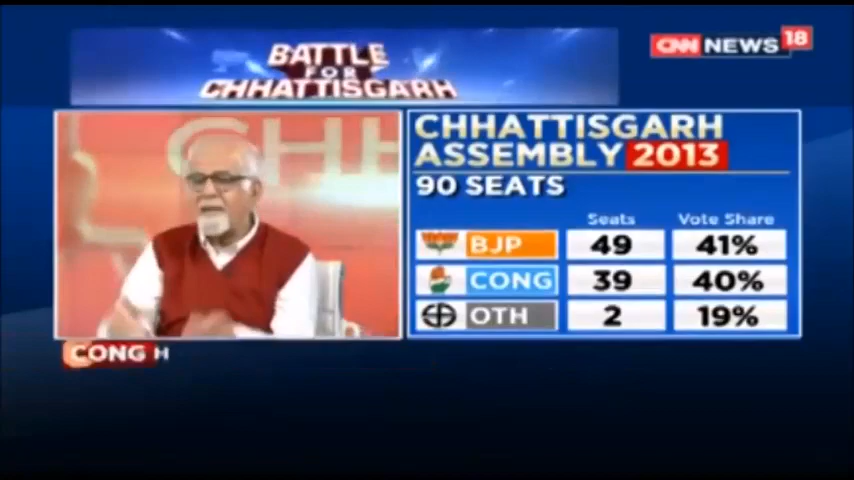 BATTLE
FOR
CHHATTISGARH
CNN NEWS 18
CHH
CHHATTISGARH
ASSEMBLY 2013
90 SEATS
Seats Vote Share
BJP 49 41%
CONG 39 40%
OTH 2 19%
CONG H